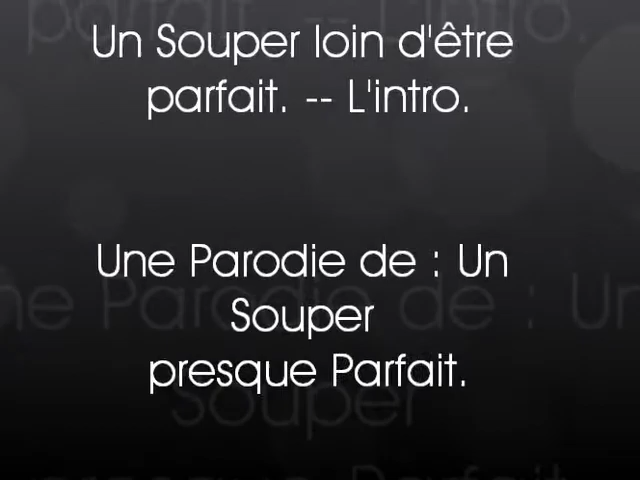 Un Souper loin d'être
parfait. -- L'intro.
Une Parodie de : Un
Souper
presque Parfait.